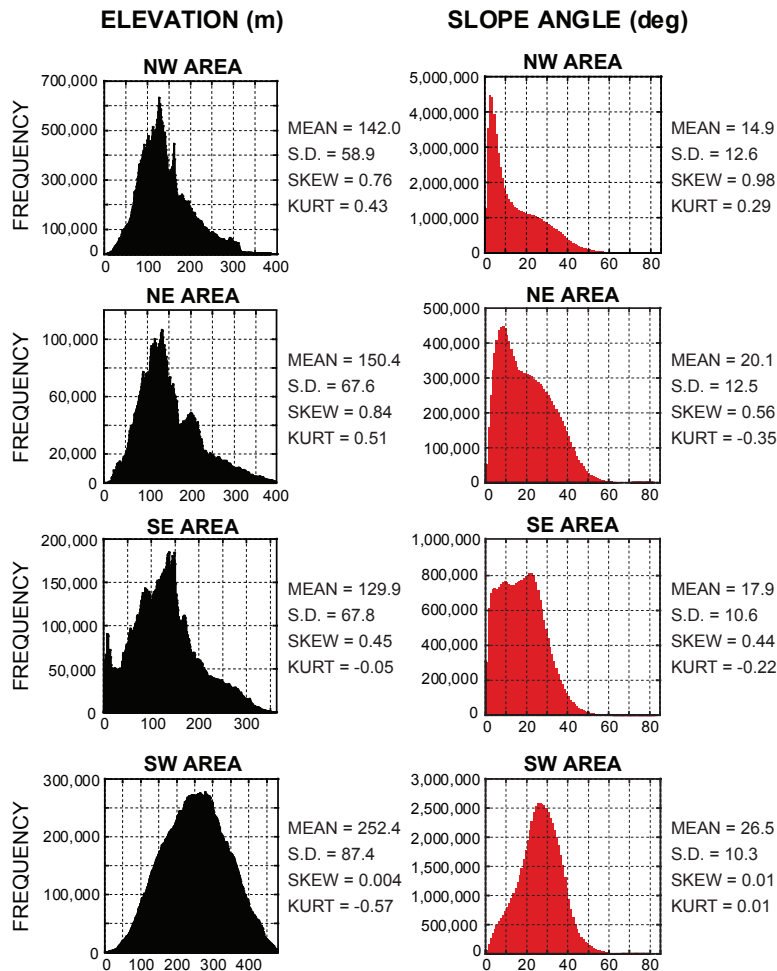 ELEVATION (m)
SLOPE ANGLE (deg)
NW AREA
FREQUENCY
700,000
500,000
300,000
100,000
0
0 100 200 300 400
MEAN = 142.0
S.D. = 58.9
SKEW = 0.76
KURT = 0.43
NW AREA
5,000,000
4,000,000
3,000,000
2,000,000
1,000,000
0
0 20 40 60 80
MEAN = 14.9
S.D. = 12.6
SKEW = 0.98
KURT = 0.29
NE AREA
FREQUENCY
100,000
60,000
20,000
0
0 100 200 300 400
MEAN = 150.4
S.D. = 67.6
SKEW = 0.84
KURT = 0.51
NE AREA
500,000
400,000
300,000
200,000
100,000
0
0 20 40 60 80
MEAN = 20.1
S.D. = 12.5
SKEW = 0.56
KURT = -0.35
SE AREA
FREQUENCY
200,000
150,000
100,000
50,000
0
0 100 200 300
MEAN = 129.9
S.D. = 67.8
SKEW = 0.45
KURT = -0.05
SE AREA
1,000,000
800,000
600,000
400,000
200,000
0
0 20 40 60 80
MEAN = 17.9
S.D. = 10.6
SKEW = 0.44
KURT = -0.22
SW AREA
FREQUENCY
300,000
200,000
100,000
0
0 100 200 300 400
MEAN = 252.4
S.D. = 87.4
SKEW = 0.004
KURT = -0.57
SW AREA
3,000,000
2,500,000
2,000,000
1,500,000
1,000,000
500,000
0
0 20 40 60 80
MEAN = 26.5
S.D. = 10.3
SKEW = 0.01
KURT = 0.01